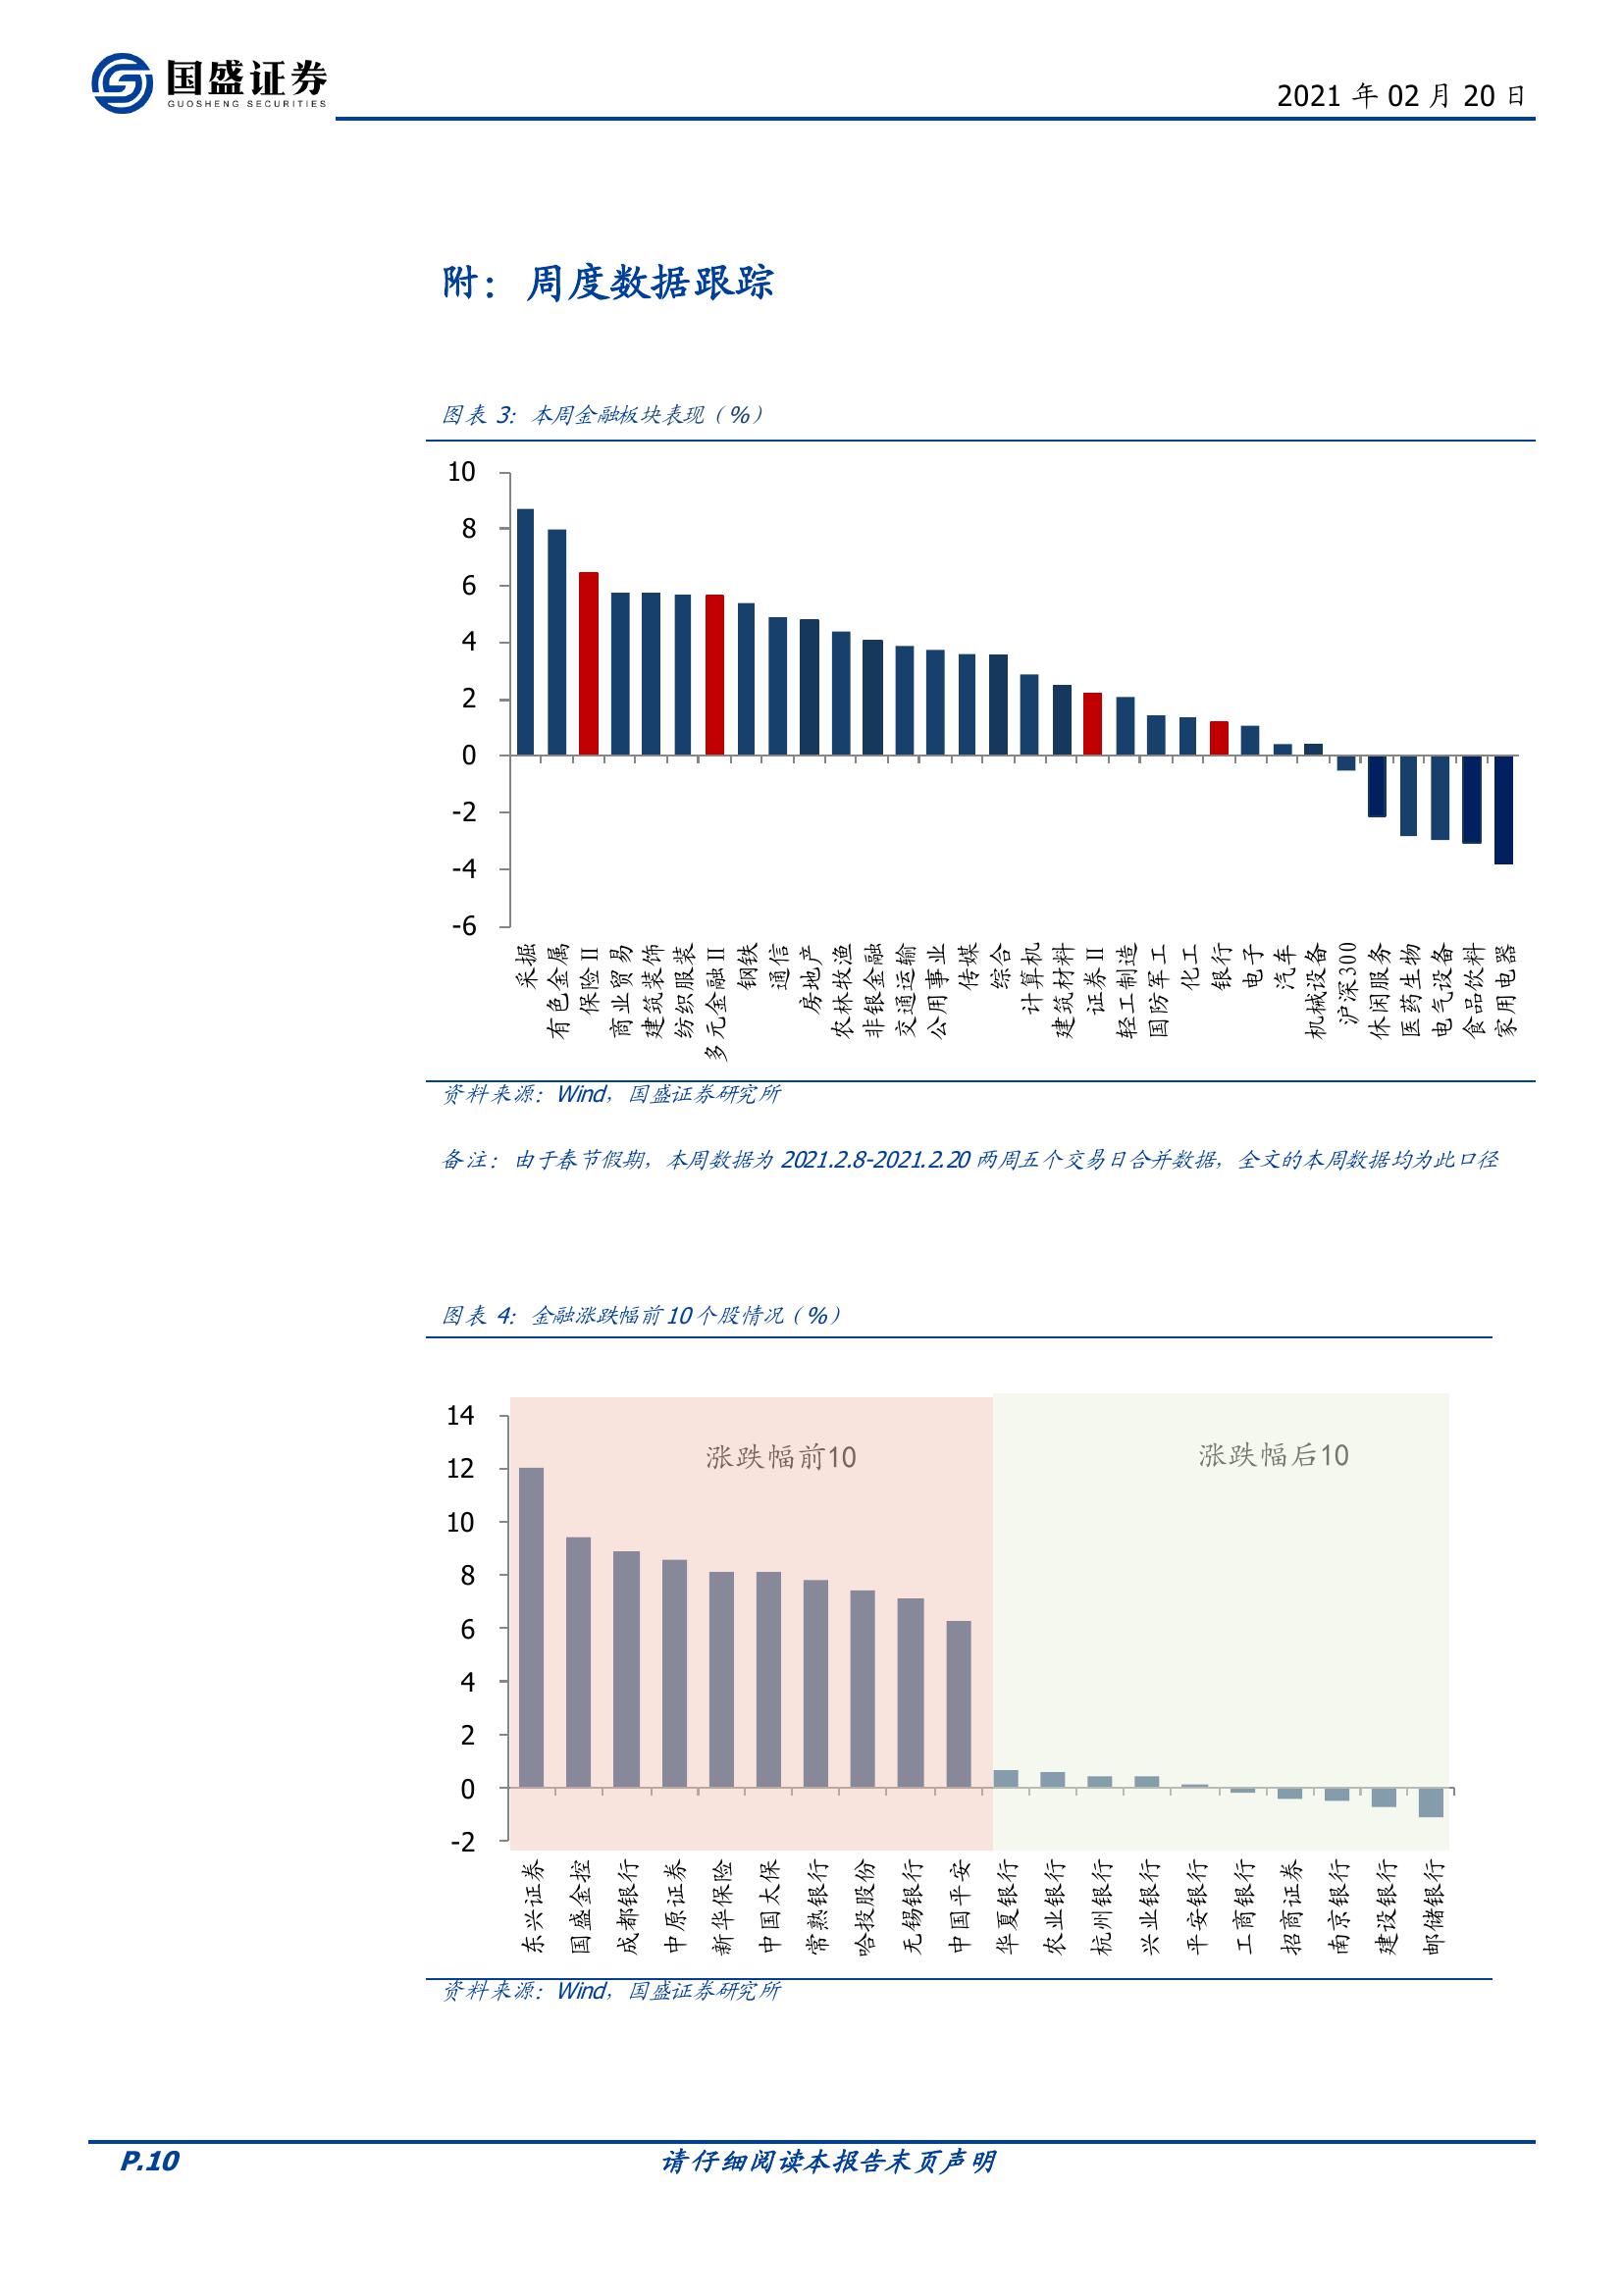 国盛证券
GUOSHENG SECURITIES
2021 年 02 月 20 日
附：周度数据跟踪
图表 3：本周金融板块表现（%）
10
8
6
4
2
0
-2
-4
-6
采掘
有色金属
保险Ⅱ
商业贸易
建筑装饰
纺织服装
多元金融Ⅱ
钢铁
通信
房地产
农林牧渔
非银金融
交通运输
公用事业
传媒
综合
计算机
建筑材料
证券Ⅱ
轻工制造
国防军工
化工
银行
电子
汽车
机械设备
沪深300
休闲服务
医药生物
电气设备
食品饮料
家用电器
资料来源：Wind，国盛证券研究所
备注：由于春节假期，本周数据为 2021.2.8-2021.2.20 两周五个交易日合并数据，全文的本周数据均为此口径
图表 4：金融涨跌幅前 10 个股情况（%）
涨跌幅前10
涨跌幅后10
14
12
10
8
6
4
2
0
-2
东兴证券
国盛金控
成都银行
中原证券
新华保险
中国太保
常熟银行
哈投股份
无锡银行
中国平安
华夏银行
农业银行
杭州银行
兴业银行
平安银行
工商银行
招商证券
南京银行
建设银行
邮储银行
资料来源：Wind，国盛证券研究所
P.10
请仔细阅读本报告末页声明